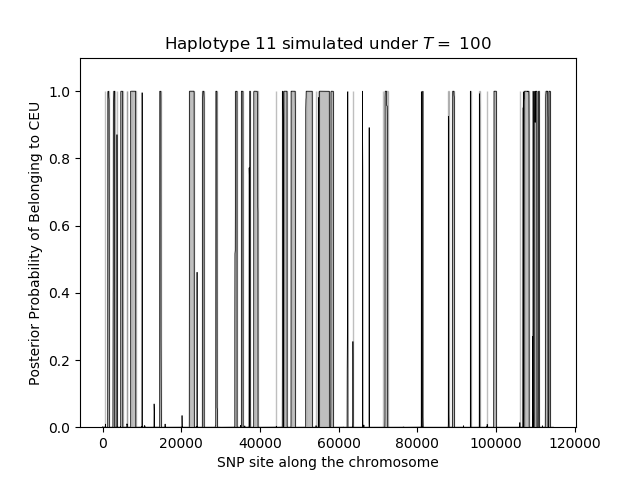 Haplotype 11 simulated under T = 100
Posterior Probability of Belonging to CEU
1.0
0.8
0.6
0.4
0.2
0.0
0 20000 40000 60000 80000 100000 120000
SNP site along the chromosome